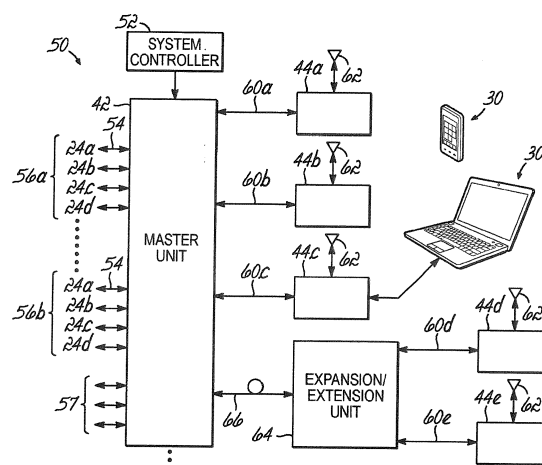 50
52
SYSTEM
CONTROLLER
42
60a
44a
62
30
54
56a
24a
24b
24c
24d
60b
44b
62
30
MASTER
UNIT
54
56b
24a
24b
24c
24d
60c
44c
62
60d
44d
62
57
66
EXPANSION/
EXTENSION
UNIT
64
60e
44e
62